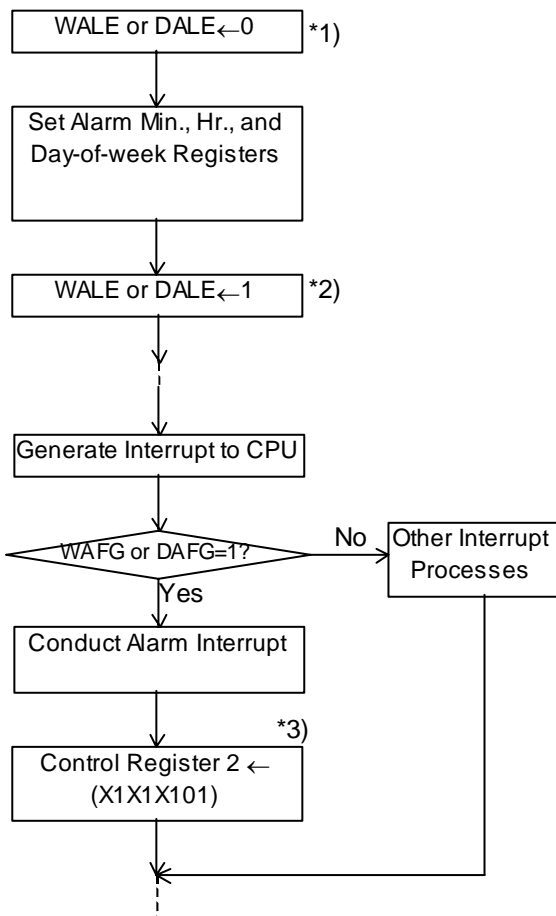 WALE or DALE←0
*1)
Set Alarm Min., Hr., and
Day-of-week Registers
WALE or DALE←1
*2)
Generate Interrupt to CPU
WAFG or DAFG=1?
No
Other Interrupt
Processes
Yes
Conduct Alarm Interrupt
*3)
Control Register 2 ←
(X1X1X101)